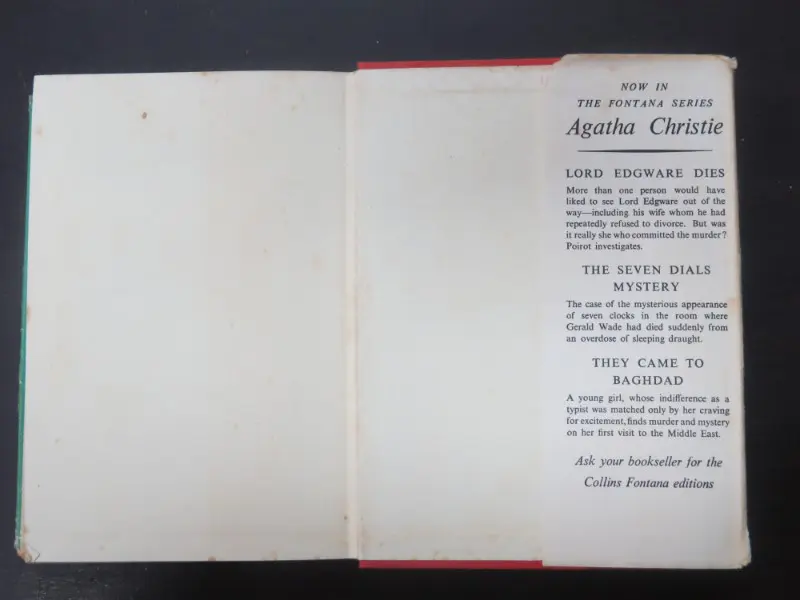 NOW IN
THE FONTANA SERIES
Agatha Christie
LORD EDGWARE DIES
More than one person would have
liked to see Lord Edgware out of the
way—including his wife whom he had
repeatedly refused to divorce. But was
it really she who committed the murder?
Poirot investigates.
THE SEVEN DIALS
MYSTERY
The case of the mysterious appearance
of seven clocks in the room where
Gerald Wade had died suddenly from
an overdose of sleeping draught.
THEY CAME TO
BAGHDAD
A young girl, whose indifference as a
typist was matched only by her craving
for excitement, finds murder and mystery
on her first visit to the Middle East.
Ask your bookseller for the
Collins Fontana editions